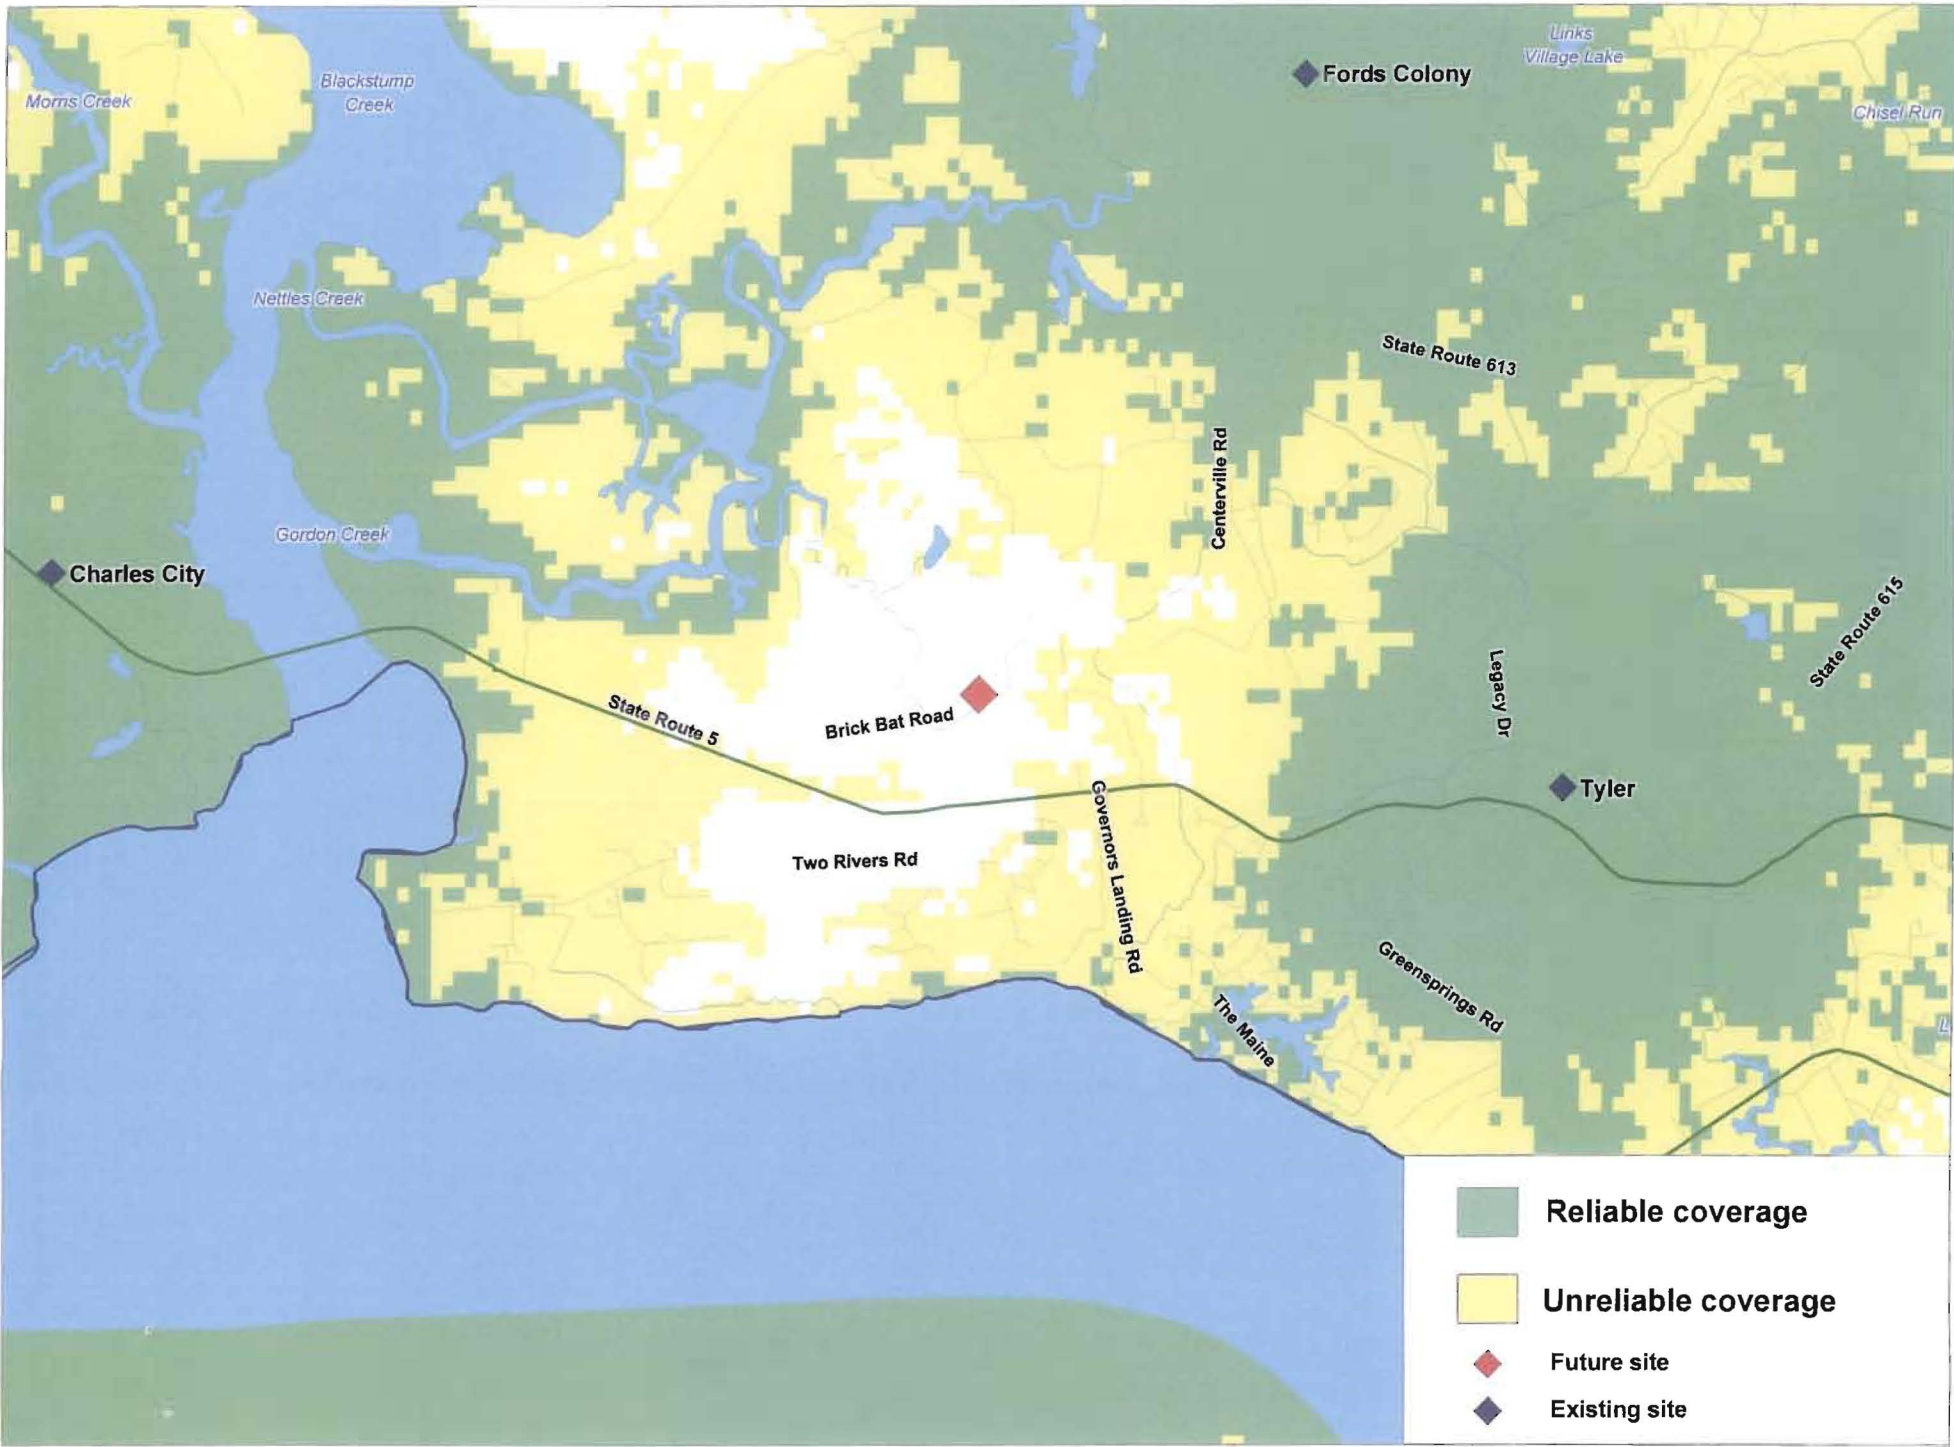 Links
Village Lake
Fords Colony
Blackstump
Creek
Morris Creek
Chisel Run
Nettles Creek
State Route 613
Centerville Rd
Gordon Creek
Charles City
State Route 615
Legacy Dr
State Route 5
Brick Bat Road
Tyler
Governors Landing Rd
Two Rivers Rd
Greensprings Rd
The Maine
L
Reliable coverage
Unreliable coverage
Future site
Existing site